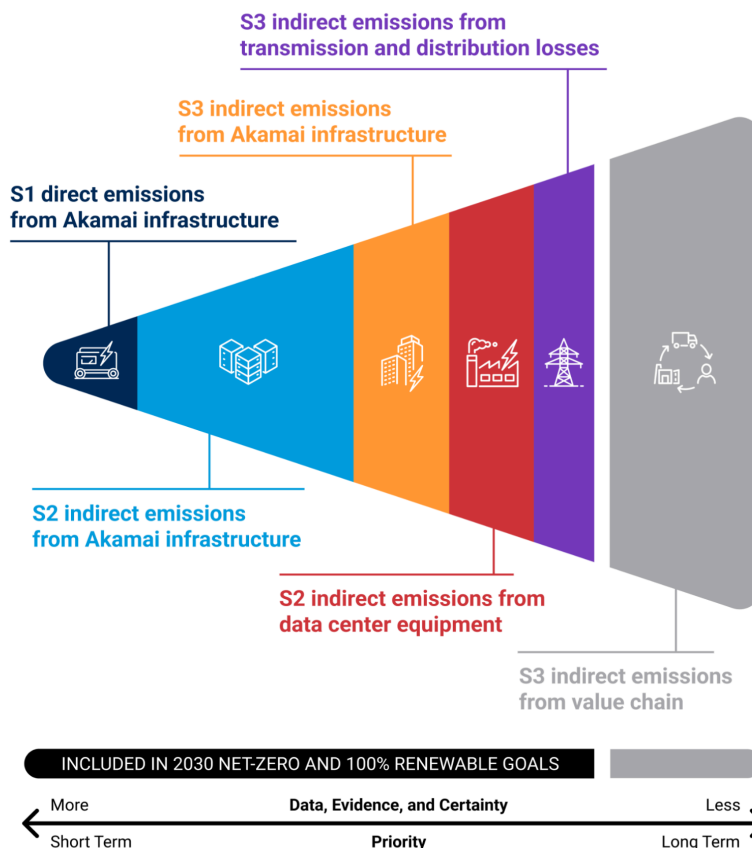 S3 indirect emissions from
transmission and distribution losses
S3 indirect emissions
from Akamai infrastructure
S1 direct emissions
from Akamai infrastructure
S2 indirect emissions
from Akamai infrastructure
S2 indirect emissions from
data center equipment
S3 indirect emissions
from value chain
INCLUDED IN 2030 NET-ZERO AND 100% RENEWABLE GOALS
More Data, Evidence, and Certainty Less
Short Term Priority Long Term